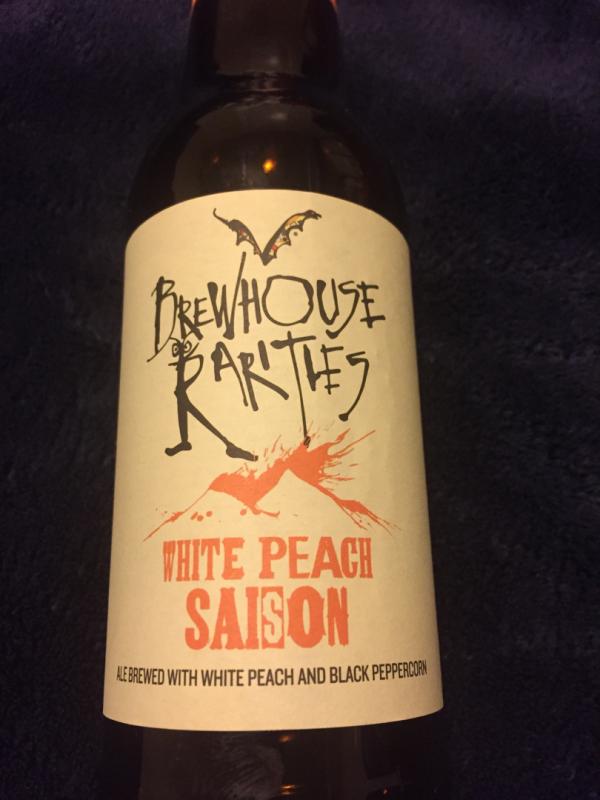 BREWHOUSE
RARITIES
WHITE PEACH
SAISON
ALE BREWED WITH WHITE PEACH AND BLACK PEPPERCORN